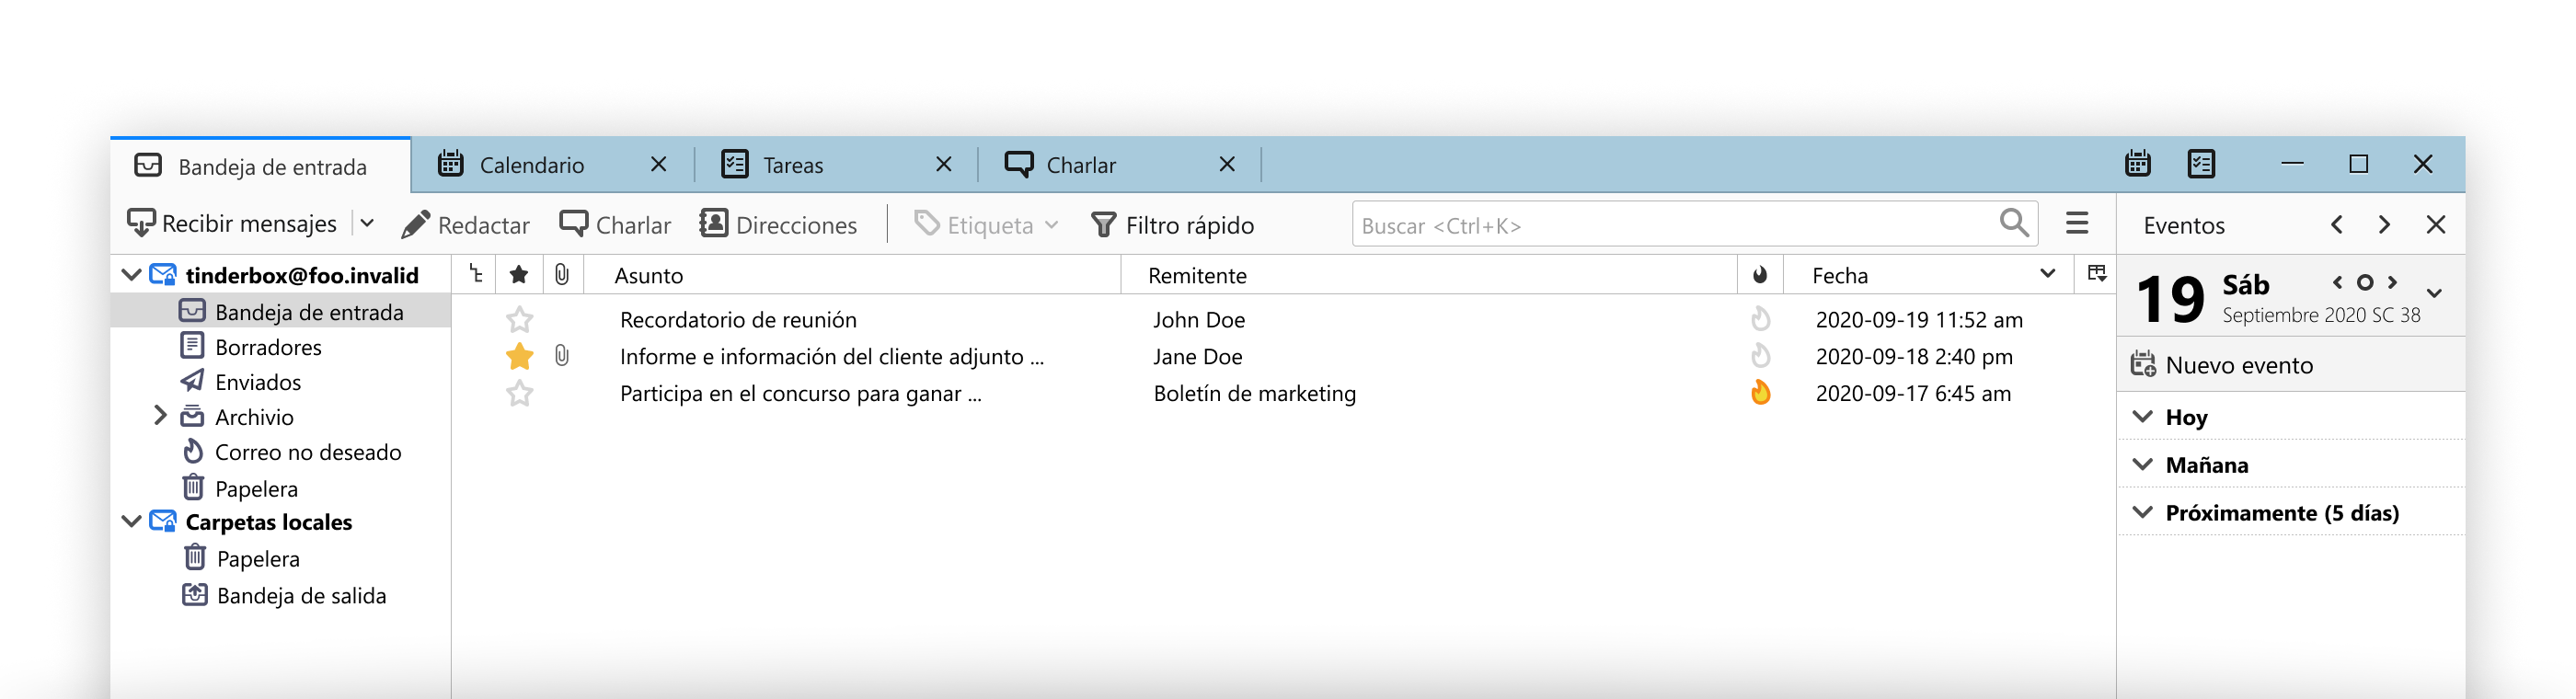 Bandeja de entrada
Calendario
Tareas
Charlar
Recibir mensajes
Redactar
Charlar
Direcciones
Etiqueta
Filtro rápido
Buscar <Ctrl+K>
Eventos
tinderbox@foo.invalid
Bandeja de entrada
Borradores
Enviados
Archivio
Correo no deseado
Papelera
Carpetas locales
Papelera
Bandeja de salida
Asunto Remitente Fecha
Recordatorio de reunión John Doe 2020-09-19 11:52 am
Informe e información del cliente adjunto ... Jane Doe 2020-09-18 2:40 pm
Participa en el concurso para ganar ... Boletín de marketing 2020-09-17 6:45 am
19 Sáb
Septiembre 2020 SC 38
Nuevo evento
Hoy
Mañana
Próximamente (5 días)